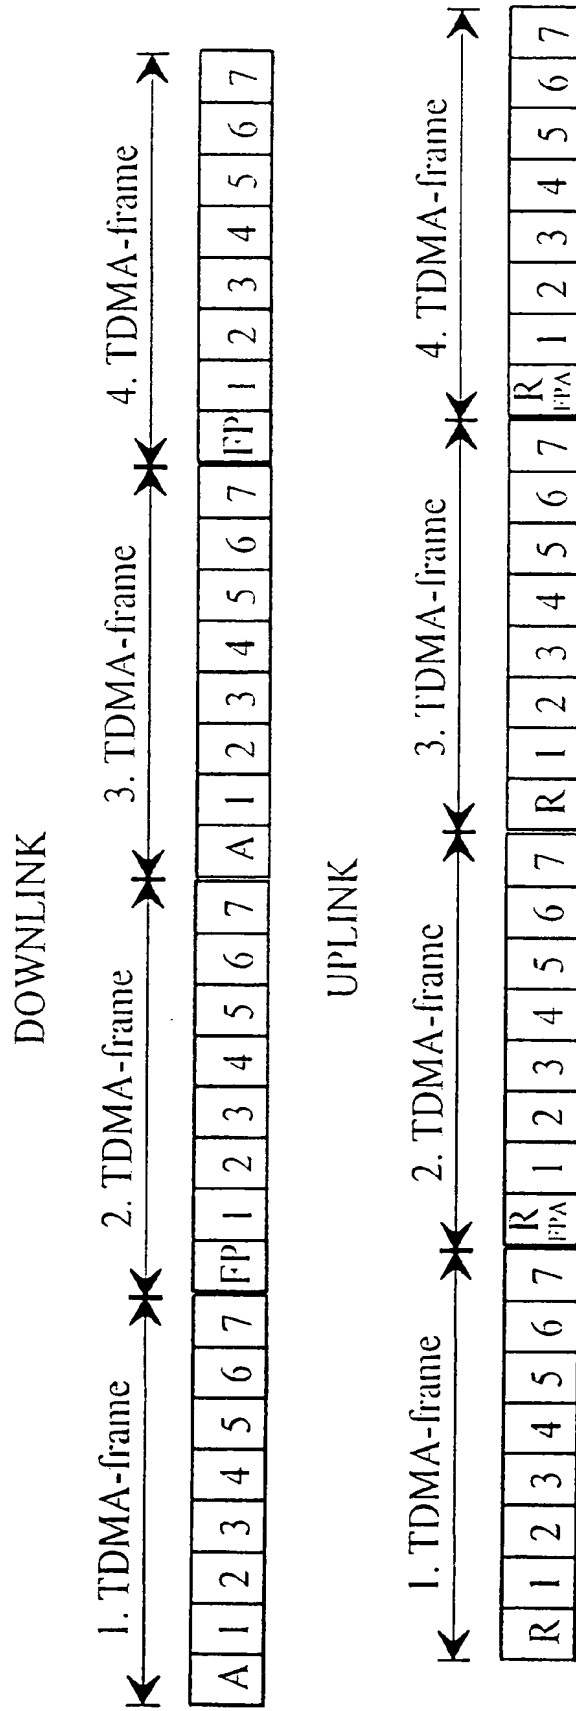 DOWNLINK
1. TDMA-frame 2. TDMA-frame 3. TDMA-frame 4. TDMA-frame
A 1 2 3 4 5 6 7 FP 1 2 3 4 5 6 7 A 1 2 3 4 5 6 7 FP 1 2 3 4 5 6 7
UPLINK
1. TDMA-frame 2. TDMA-frame 3. TDMA-frame 4. TDMA-frame
R 1 2 3 4 5 6 7 R FPA 1 2 3 4 5 6 7 R 1 2 3 4 5 6 7 R FPA 1 2 3 4 5 6 7